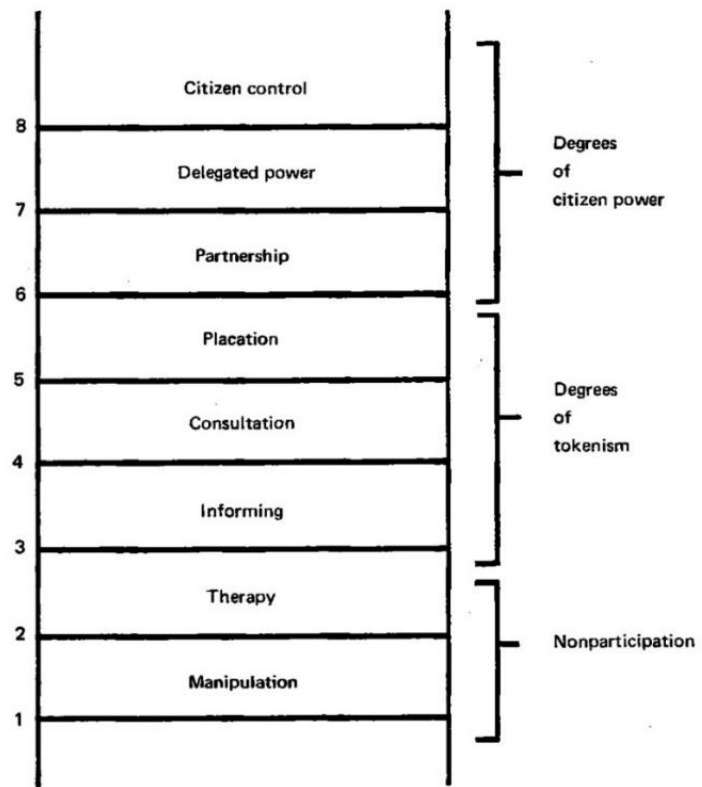 Citizen control
8
Delegated power
7
Partnership
6
Placation
5
Consultation
4
Informing
3
Therapy
2
Manipulation
1
Degrees
of
citizen power
Degrees
of
tokenism
Nonparticipation